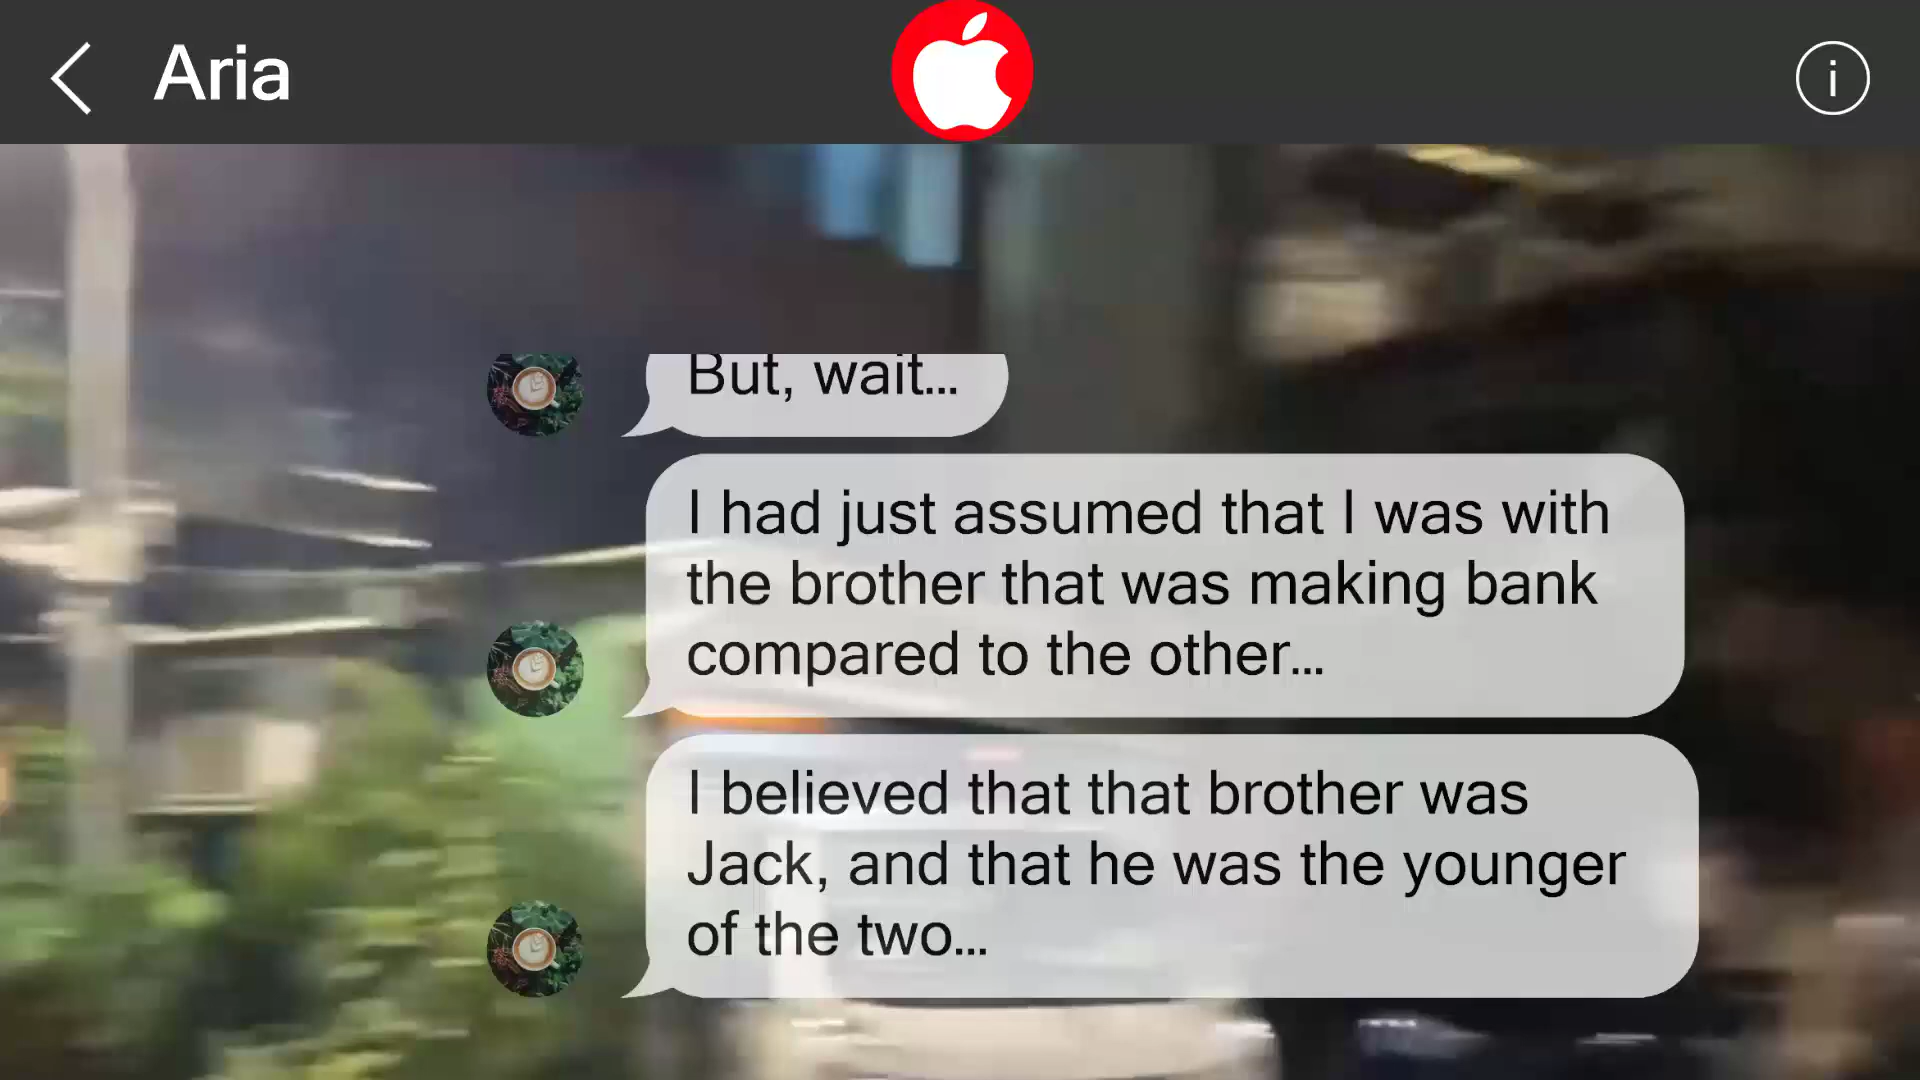 Aria
i
But, wait...
I had just assumed that I was with
the brother that was making bank
compared to the other...
I believed that that brother was
Jack, and that he was the younger
of the two...